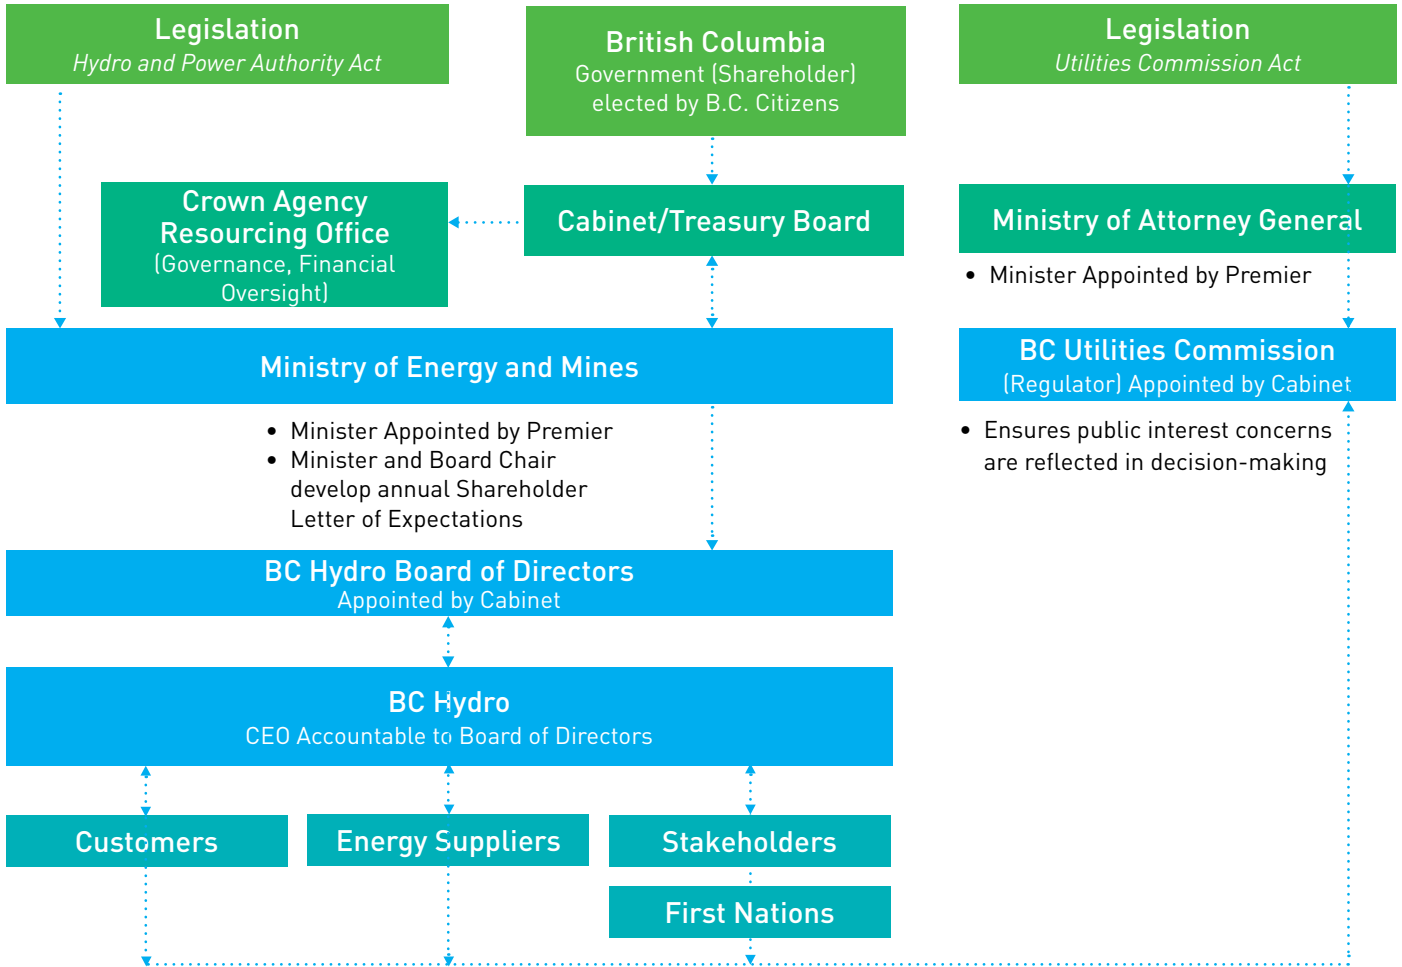 Legislation
Hydro and Power Authority Act
British Columbia
Government (Shareholder)
elected by B.C. Citizens
Legislation
Utilities Commission Act
Crown Agency
Resourcing Office
(Governance, Financial
Oversight)
Cabinet/Treasury Board
Ministry of Attorney General
• Minister Appointed by Premier
Ministry of Energy and Mines
• Minister Appointed by Premier
• Minister and Board Chair
develop annual Shareholder
Letter of Expectations
BC Utilities Commission
(Regulator) Appointed by Cabinet
• Ensures public interest concerns
are reflected in decision-making
BC Hydro Board of Directors
Appointed by Cabinet
BC Hydro
CEO Accountable to Board of Directors
Customers
Energy Suppliers
Stakeholders
First Nations